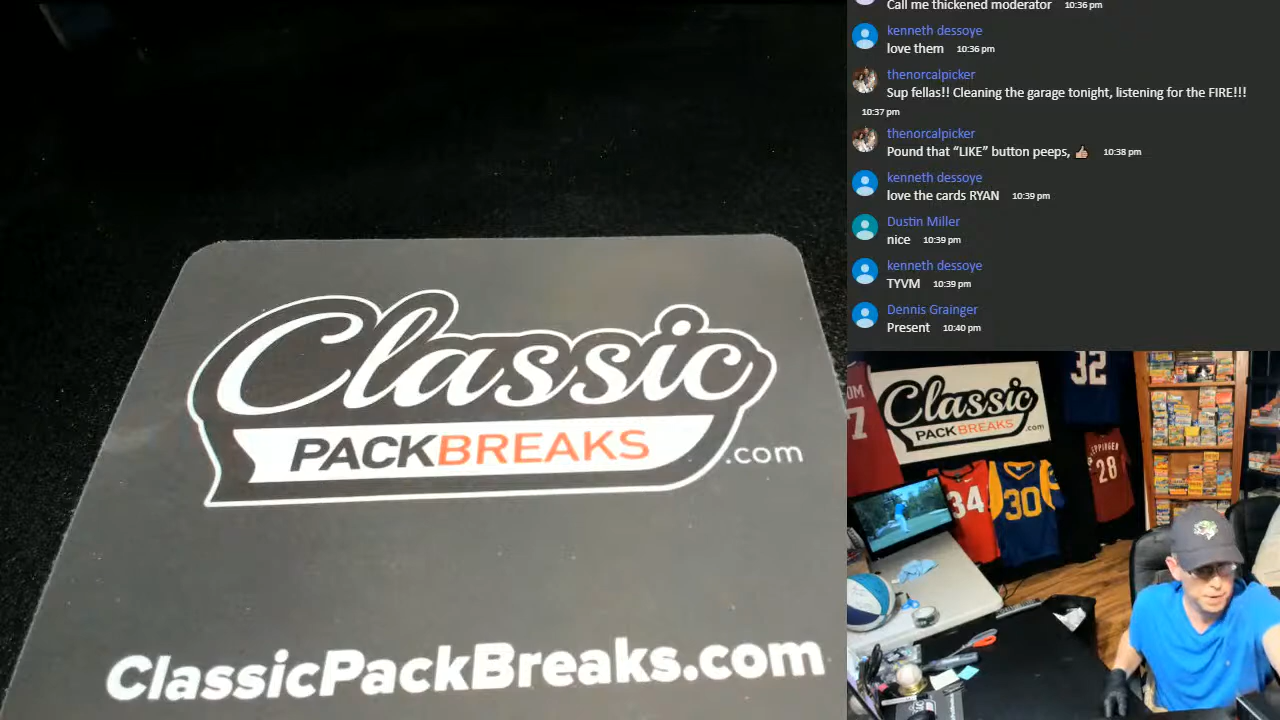 Call me thickened moderator 10:36 pm
kenneth dessoye
love them 10:36 pm
thenorcalpicker
Sup fellas!! Cleaning the garage tonight, listening for the FIRE!!!
10:37 pm
thenorcalpicker
Pound that “LIKE” button peeps, 👍🏼 10:38 pm
kenneth dessoye
love the cards RYAN 10:39 pm
Dustin Miller
nice 10:39 pm
kenneth dessoye
TYVM 10:39 pm
Dennis Grainger
Present 10:40 pm
Classic
PACKBREAKS
.com
ClassicPackBreaks.com
Classic
PACKBREAKS
.com
32
7
34
30
28